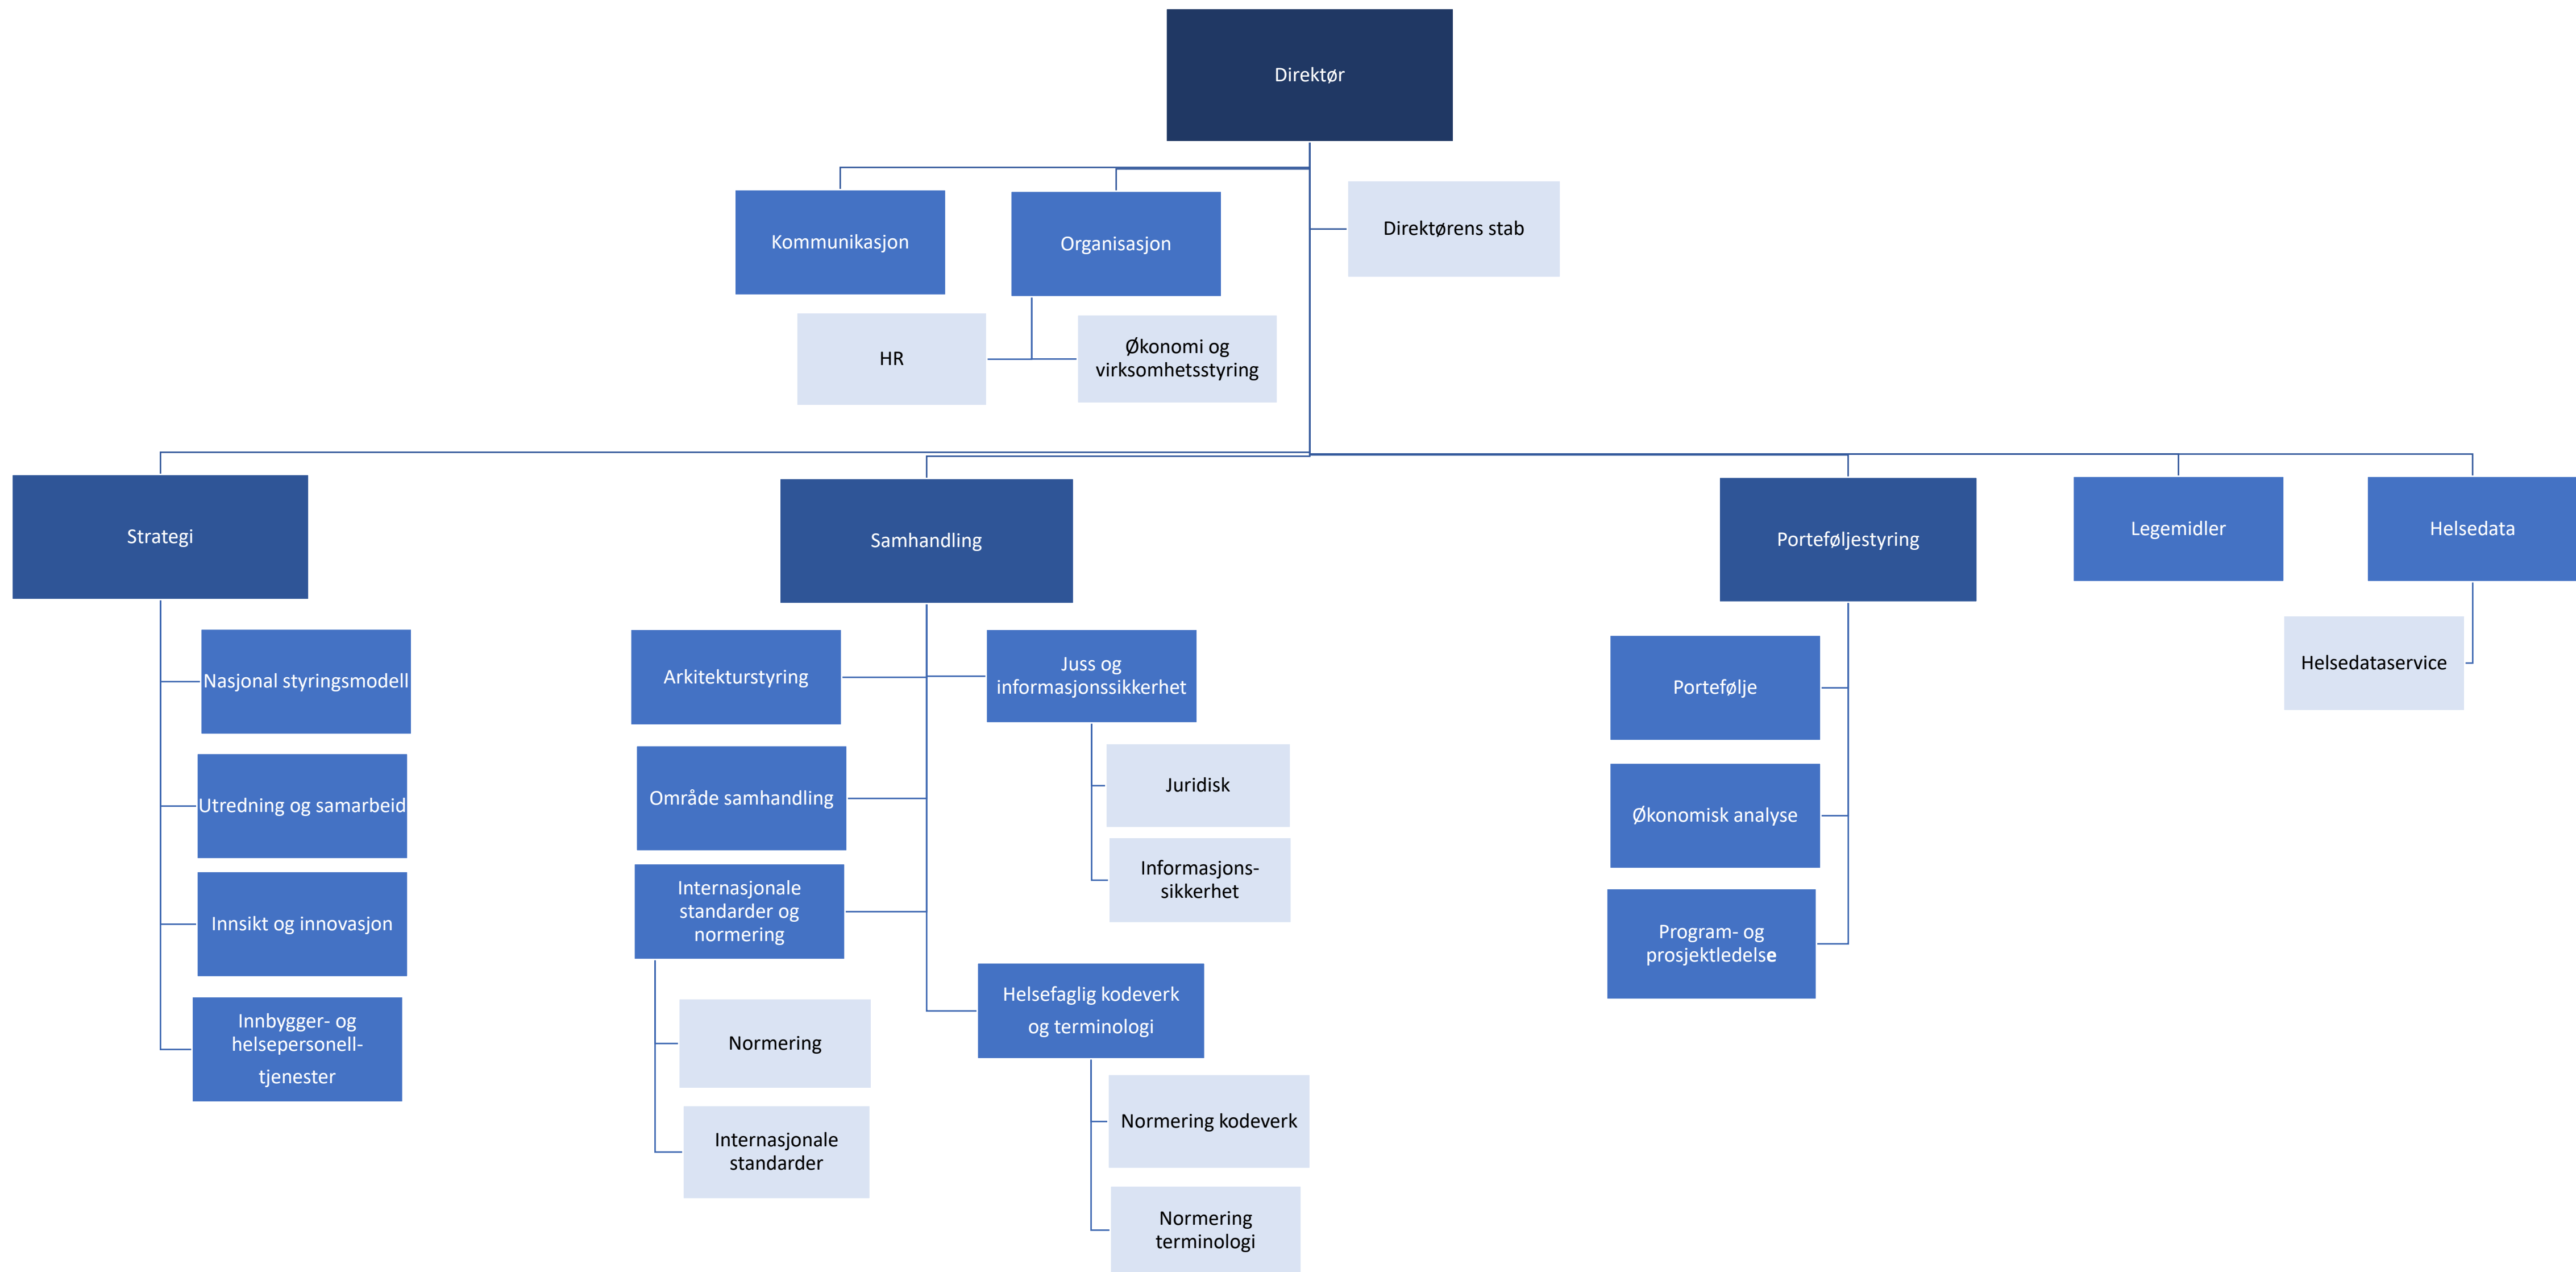 Direktør
Kommunikasjon
Organisasjon
Direktørens stab
HR
Økonomi og
virksomhetsstyring
Strategi
Samhandling
Porteføljestyring
Legemidler
Helsedata
Nasjonal styringsmodell
Utredning og samarbeid
Innsikt og innovasjon
Innbygger- og
helsepersonell-
tjenester
Arkitekturstyring
Område samhandling
Internasjonale
standarder og
normering
Normering
Internasjonale
standarder
Juss og
informasjonssikkerhet
Juridisk
Informasjons-
sikkerhet
Helsefaglig kodeverk
og terminologi
Normering kodeverk
Normering
terminologi
Portefølje
Økonomisk analyse
Program- og
prosjektledelse
Helsedataservice